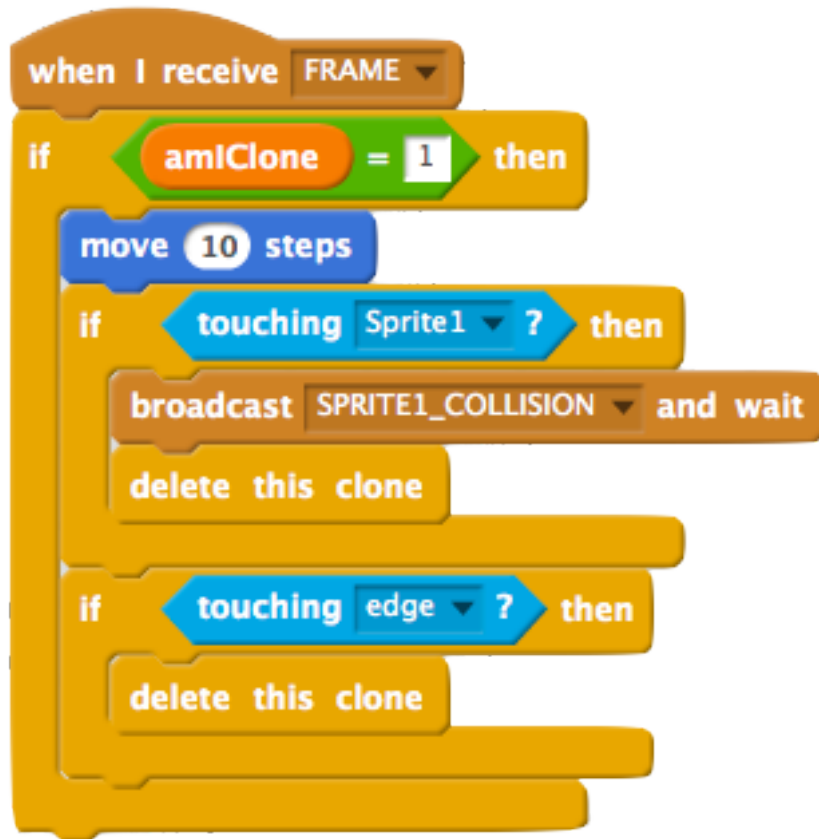 when I receive FRAME
if amIClone = 1 then
move 10 steps
if touching Sprite1 ? then
broadcast SPRITE1_COLLISION and wait
delete this clone
if touching edge ? then
delete this clone